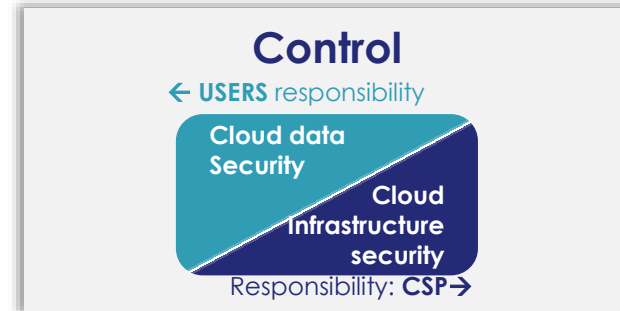 Control
← USERS responsibility
Cloud data
Security
Cloud
Infrastructure
security
Responsibility: CSP→